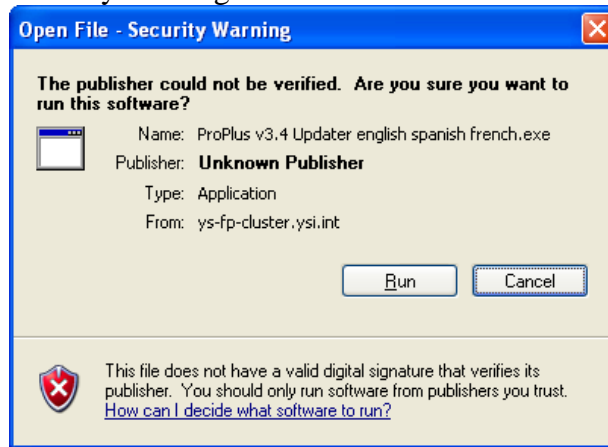 Open File - Security Warning
The publisher could not be verified.  Are you sure you want to
run this software?
Name: ProPlus v3.4 Updater english spanish french.exe
Publisher: Unknown Publisher
Type: Application
From: ys-fp-cluster.ysi.int
Run Cancel
This file does not have a valid digital signature that verifies its
publisher.  You should only run software from publishers you trust.
How can I decide what software to run?